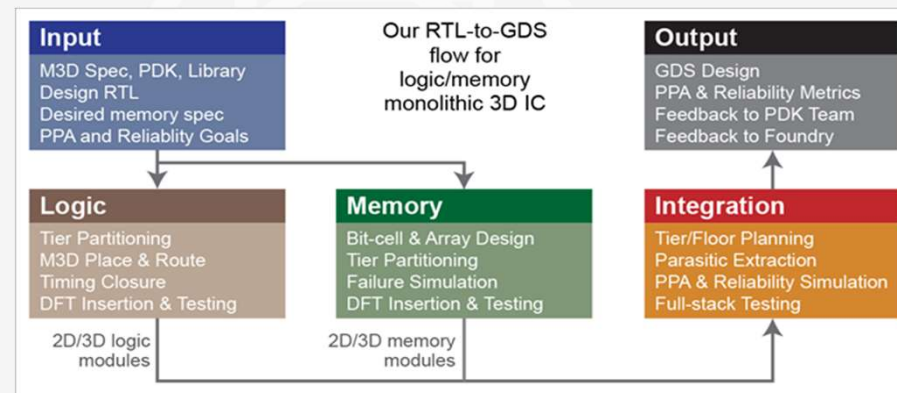 Input
M3D Spec, PDK, Library
Design RTL
Desired memory spec
PPA and Reliablity Goals
Our RTL-to-GDS
flow for
logic/memory
monolithic 3D IC
Output
GDS Design
PPA & Reliability Metrics
Feedback to PDK Team
Feedback to Foundry
Logic
Tier Partitioning
M3D Place & Route
Timing Closure
DFT Insertion & Testing
Memory
Bit-cell & Array Design
Tier Partitioning
Failure Simulation
DFT Insertion & Testing
Integration
Tier/Floor Planning
Parasitic Extraction
PPA & Reliability Simulation
Full-stack Testing
2D/3D logic
modules
2D/3D memory
modules